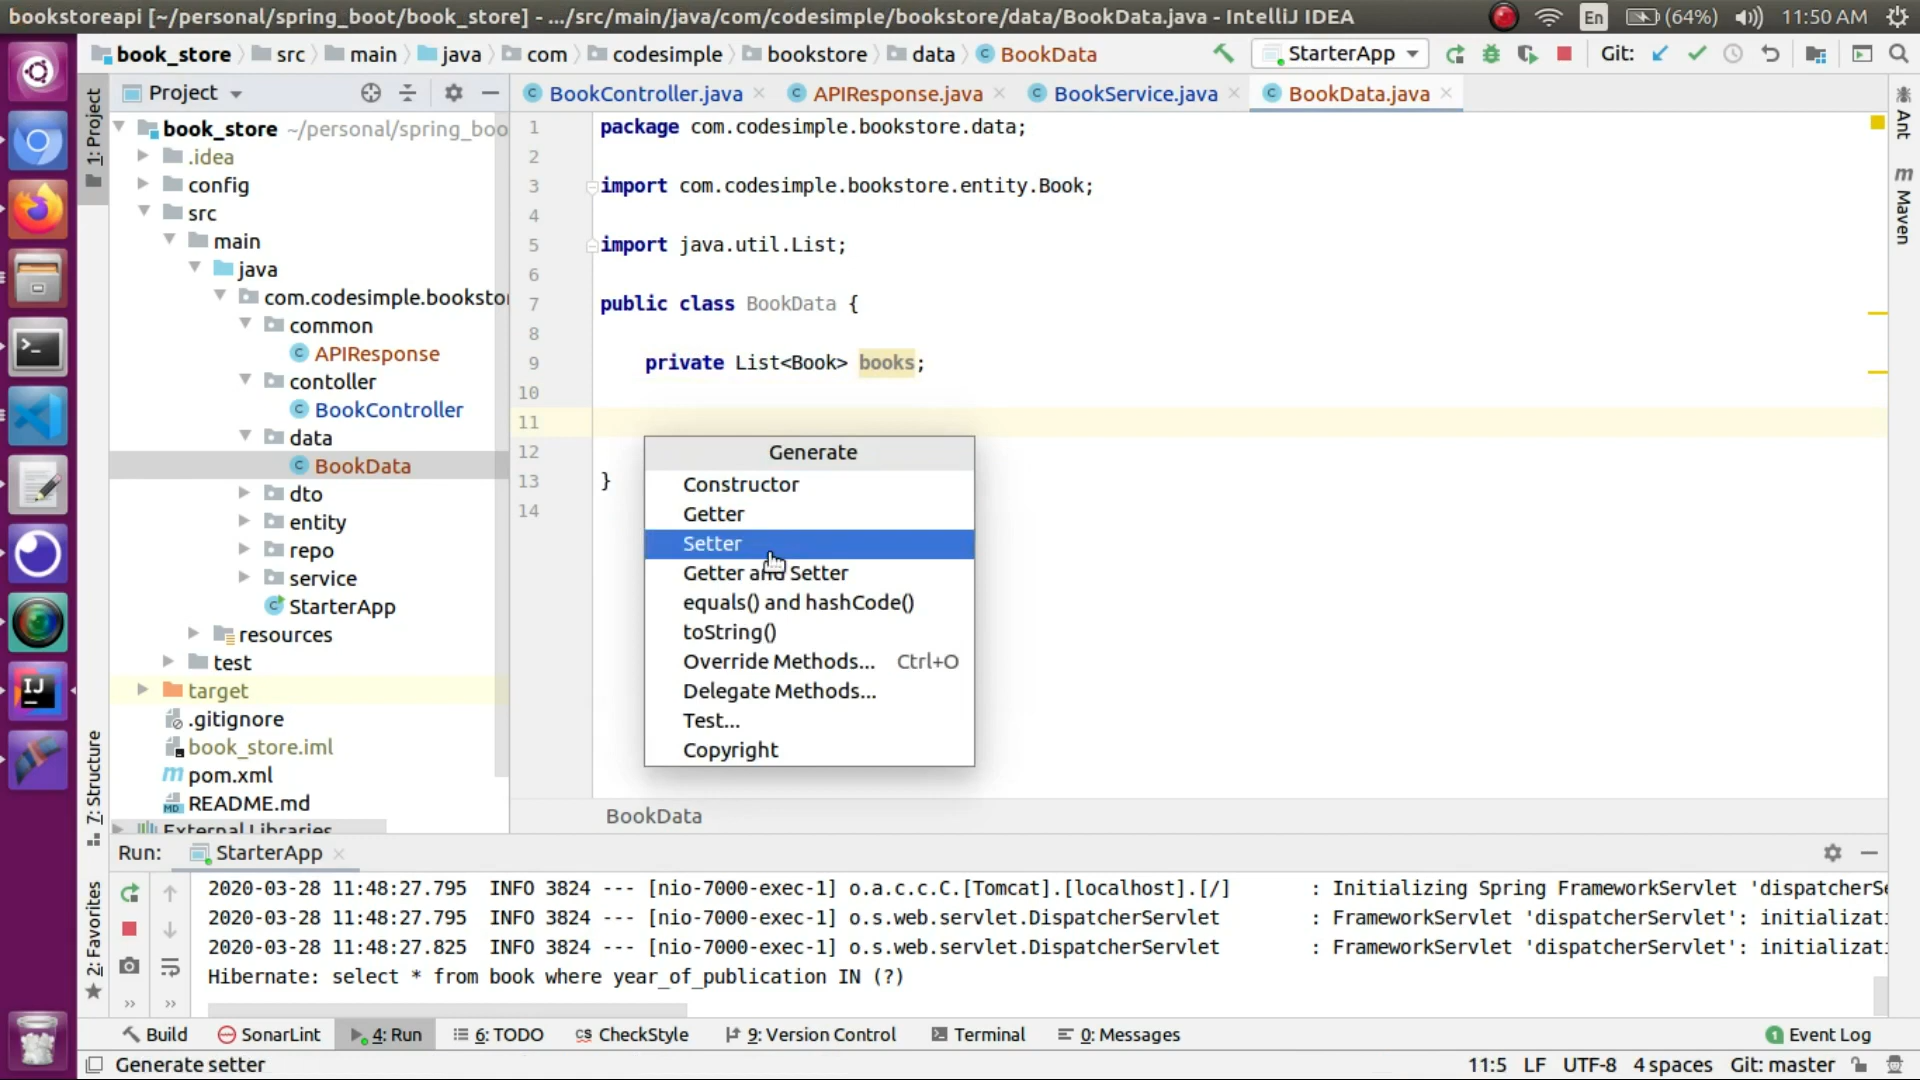 bookstoreapi [~/personal/spring_boot/book_store] - .../src/main/java/com/codesimple/bookstore/data/BookData.java - IntelliJ IDEA
En (64%) 11:50 AM
book_store src main java com codesimple bookstore data BookData StarterApp Git:
Project
BookController.java APIResponse.java BookService.java BookData.java
1: Project
7: Structure
2: Favorites
Ant
Maven
book_store ~/personal/spring_boo
.idea
config
src
main
java
com.codesimple.booksto
common
APIResponse
contoller
BookController
data
BookData
dto
entity
repo
service
StarterApp
resources
test
target
.gitignore
book_store.iml
pom.xml
README.md
External Libraries
1 package com.codesimple.bookstore.data;
2
3 import com.codesimple.bookstore.entity.Book;
4
5 import java.util.List;
6
7 public class BookData {
8
9 private List<Book> books;
10
11
12
13 }
14
Generate
Constructor
Getter
Setter
Getter and Setter
equals() and hashCode()
toString()
Override Methods... Ctrl+O
Delegate Methods...
Test...
Copyright
BookData
Run: StarterApp
2020-03-28 11:48:27.795 INFO 3824 --- [nio-7000-exec-1] o.a.c.c.C.[Tomcat].[localhost].[/] : Initializing Spring FrameworkServlet 'dispatcherSe
2020-03-28 11:48:27.795 INFO 3824 --- [nio-7000-exec-1] o.s.web.servlet.DispatcherServlet : FrameworkServlet 'dispatcherServlet': initializati
2020-03-28 11:48:27.825 INFO 3824 --- [nio-7000-exec-1] o.s.web.servlet.DispatcherServlet : FrameworkServlet 'dispatcherServlet': initializati
Hibernate: select * from book where year_of_publication IN (?)
Build SonarLint 4: Run 6: TODO CheckStyle 9: Version Control Terminal 0: Messages 1 Event Log
Generate setter 11:5 LF UTF-8 4 spaces Git: master